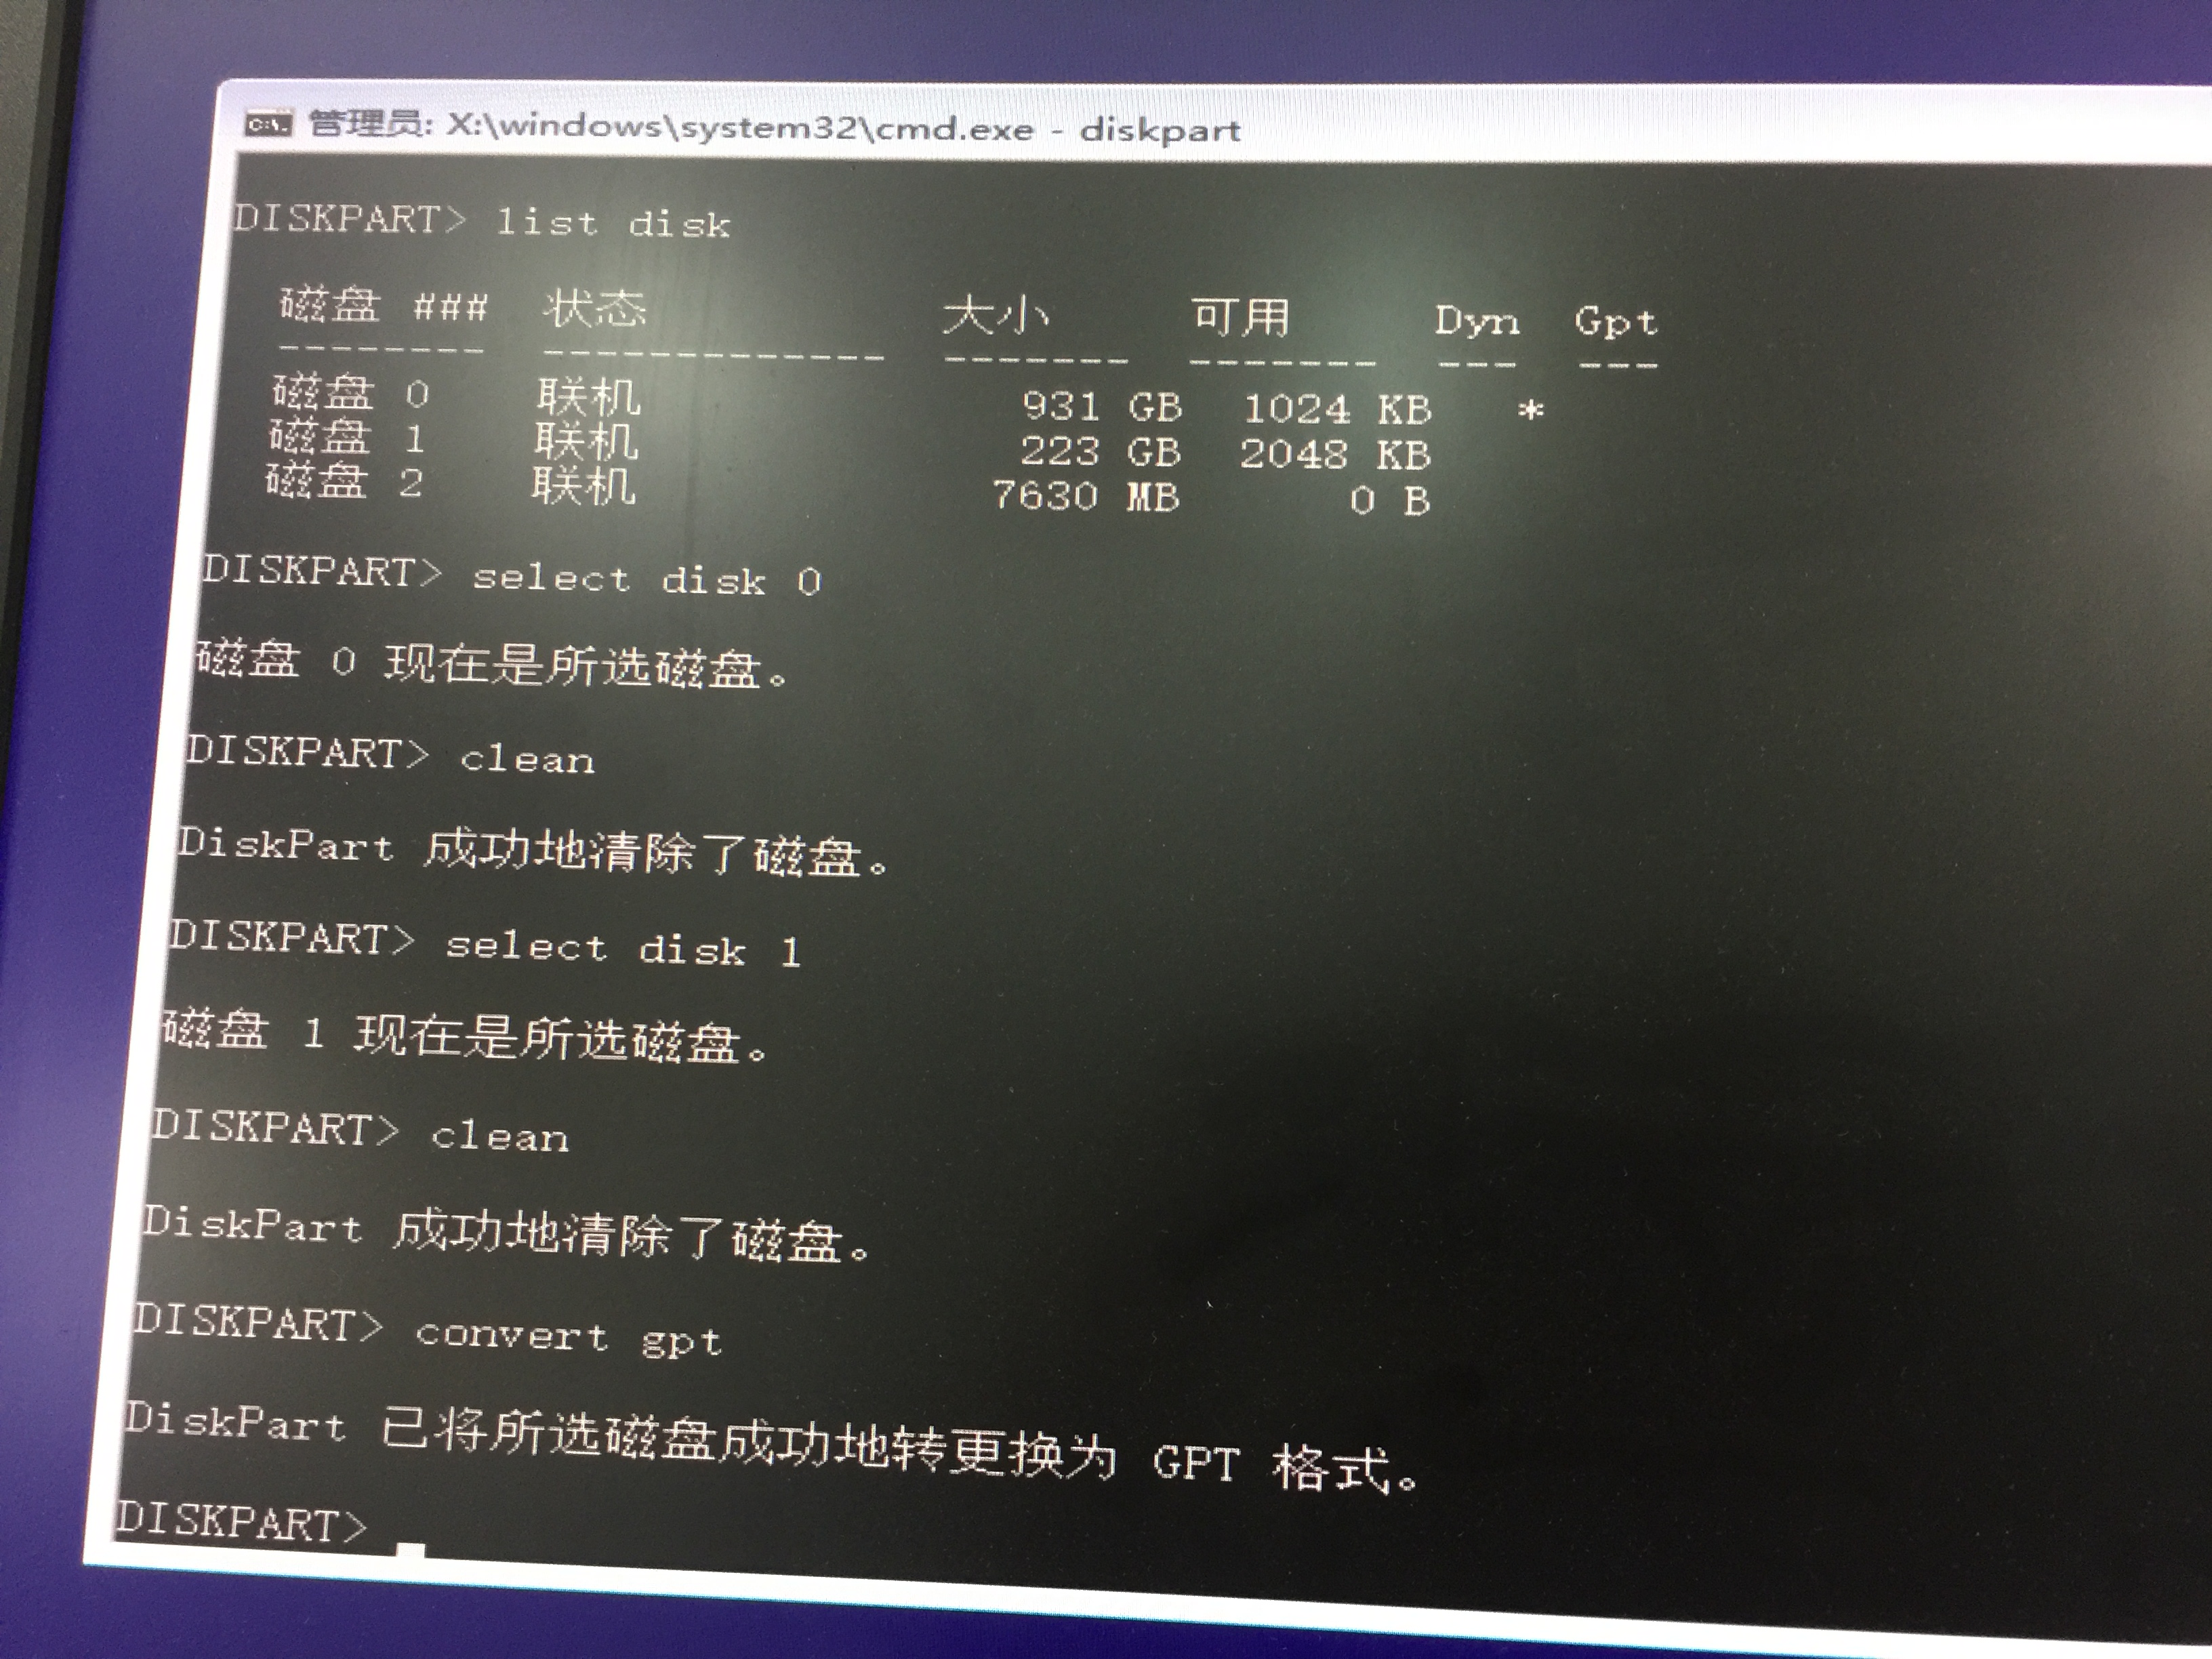 管理员: X:\windows\system32\cmd.exe - diskpart
DISKPART> list disk
磁盘 ### 状态 大小 可用 Dyn Gpt
-------- ------------- ------- ------- --- ---
磁盘 0 联机 931 GB 1024 KB *
磁盘 1 联机 223 GB 2048 KB
磁盘 2 联机 7630 MB 0 B
DISKPART> select disk 0
磁盘 0 现在是所选磁盘。
DISKPART> clean
DiskPart 成功地清除了磁盘。
DISKPART> select disk 1
磁盘 1 现在是所选磁盘。
DISKPART> clean
DiskPart 成功地清除了磁盘。
DISKPART> convert gpt
DiskPart 已将所选磁盘成功地转更换为 GPT 格式。
DISKPART>